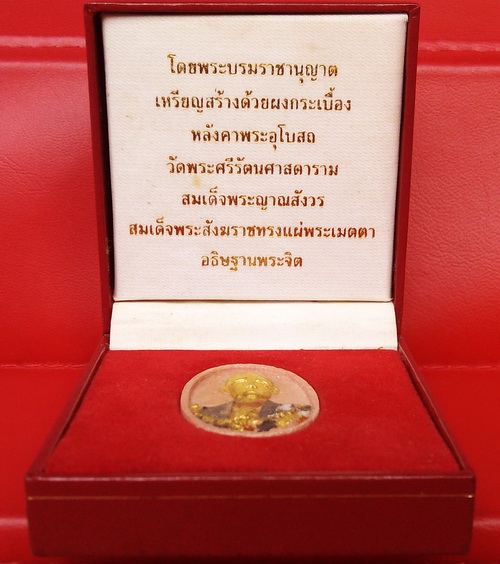 โดยพระบรมราชานุญาต
เหรียญสร้างด้วยผงกระเบื้อง
หลังคาพระอุโบสถ
วัดพระศรีรัตนศาสดาราม
สมเด็จพระญาณสังวร
สมเด็จพระสังฆราชทรงแผ่พระเมตตา
อธิษฐานพระจิต